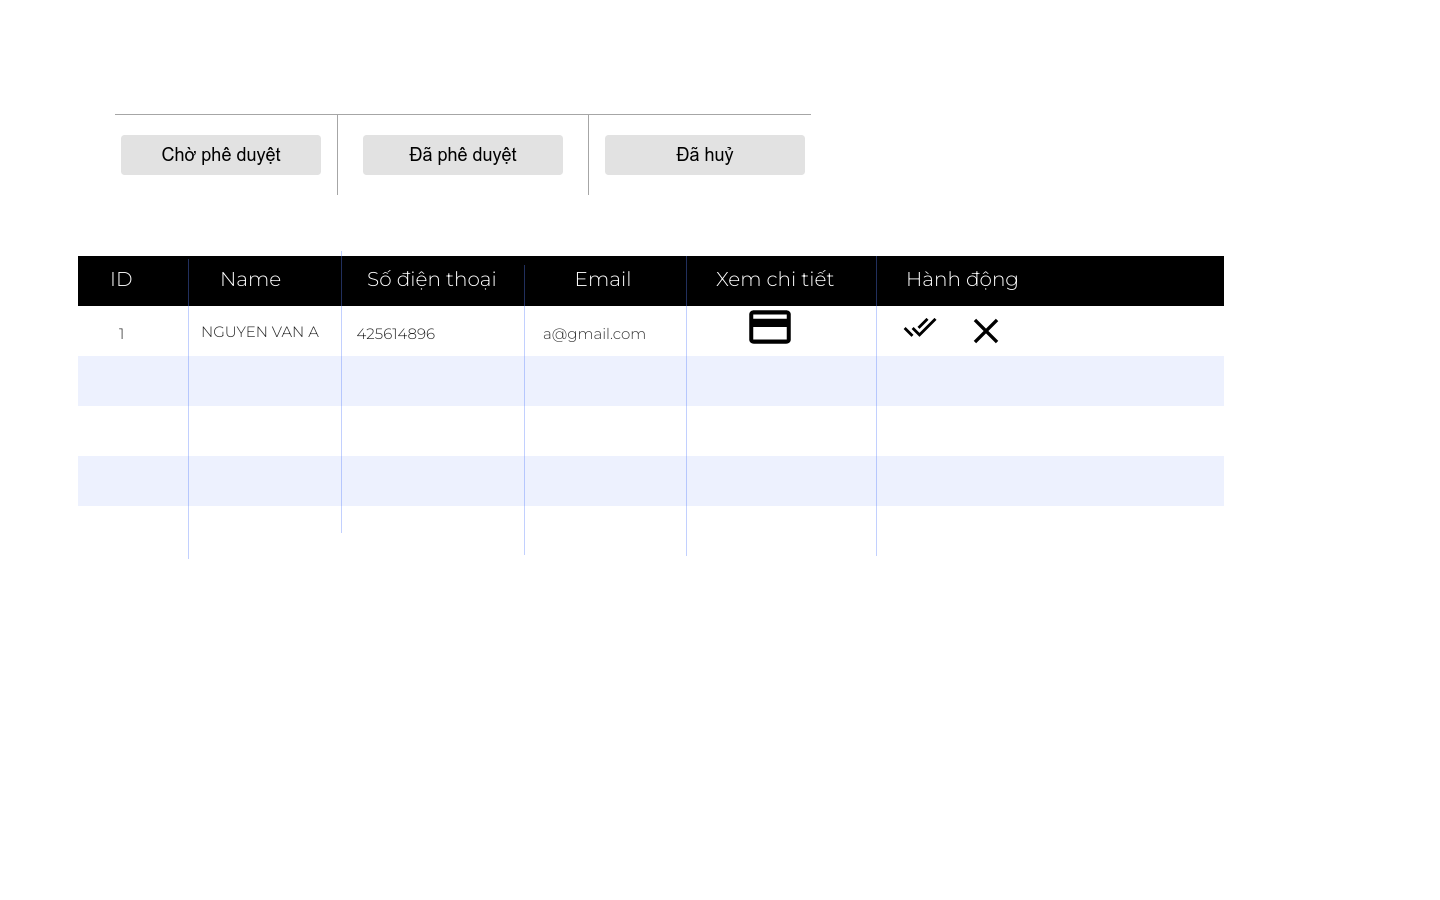 Chờ phê duyệt
Đã phê duyệt
Đã huỷ
ID Name Số điện thoại Email Xem chi tiết Hành động
1 NGUYEN VAN A 425614896 a@gmail.com